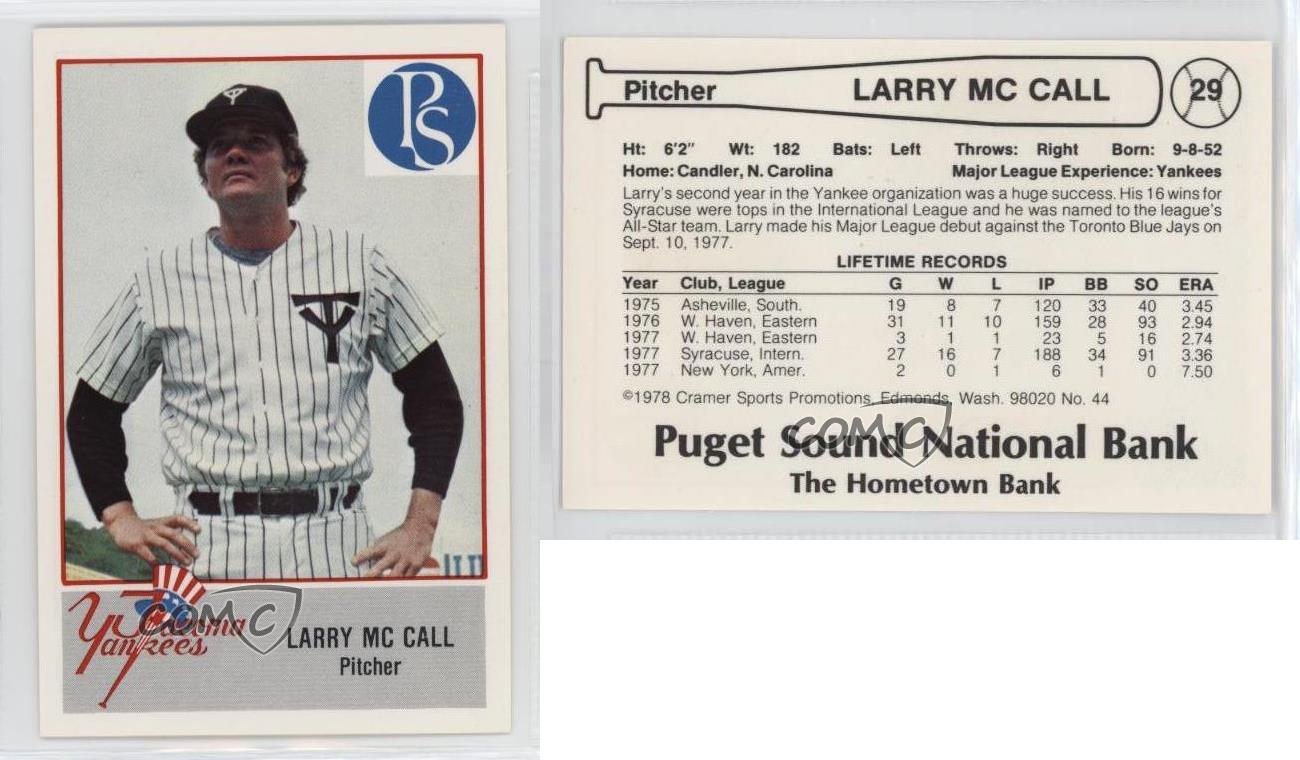 PS
TY
Tacoma
Yankees
LARRY MC CALL
Pitcher
COMC
Pitcher LARRY MC CALL 29
Ht: 6'2" Wt: 182 Bats: Left Throws: Right Born: 9-8-52
Home: Candler, N. Carolina Major League Experience: Yankees
Larry's second year in the Yankee organization was a huge success. His 16 wins for
Syracuse were tops in the International League and he was named to the league's
All-Star team. Larry made his Major League debut against the Toronto Blue Jays on
Sept. 10, 1977.
LIFETIME RECORDS
Year Club, League G W L IP BB SO ERA
1975 Asheville, South. 19 8 7 120 33 40 3.45
1976 W. Haven, Eastern 31 11 10 159 28 93 2.94
1977 W. Haven, Eastern 3 1 1 23 5 16 2.74
1977 Syracuse, Intern. 27 16 7 188 34 91 3.36
1977 New York, Amer. 2 0 1 6 1 0 7.50
©1978 Cramer Sports Promotions, Edmonds, Wash. 98020 No. 44
COMC
Puget Sound National Bank
The Hometown Bank